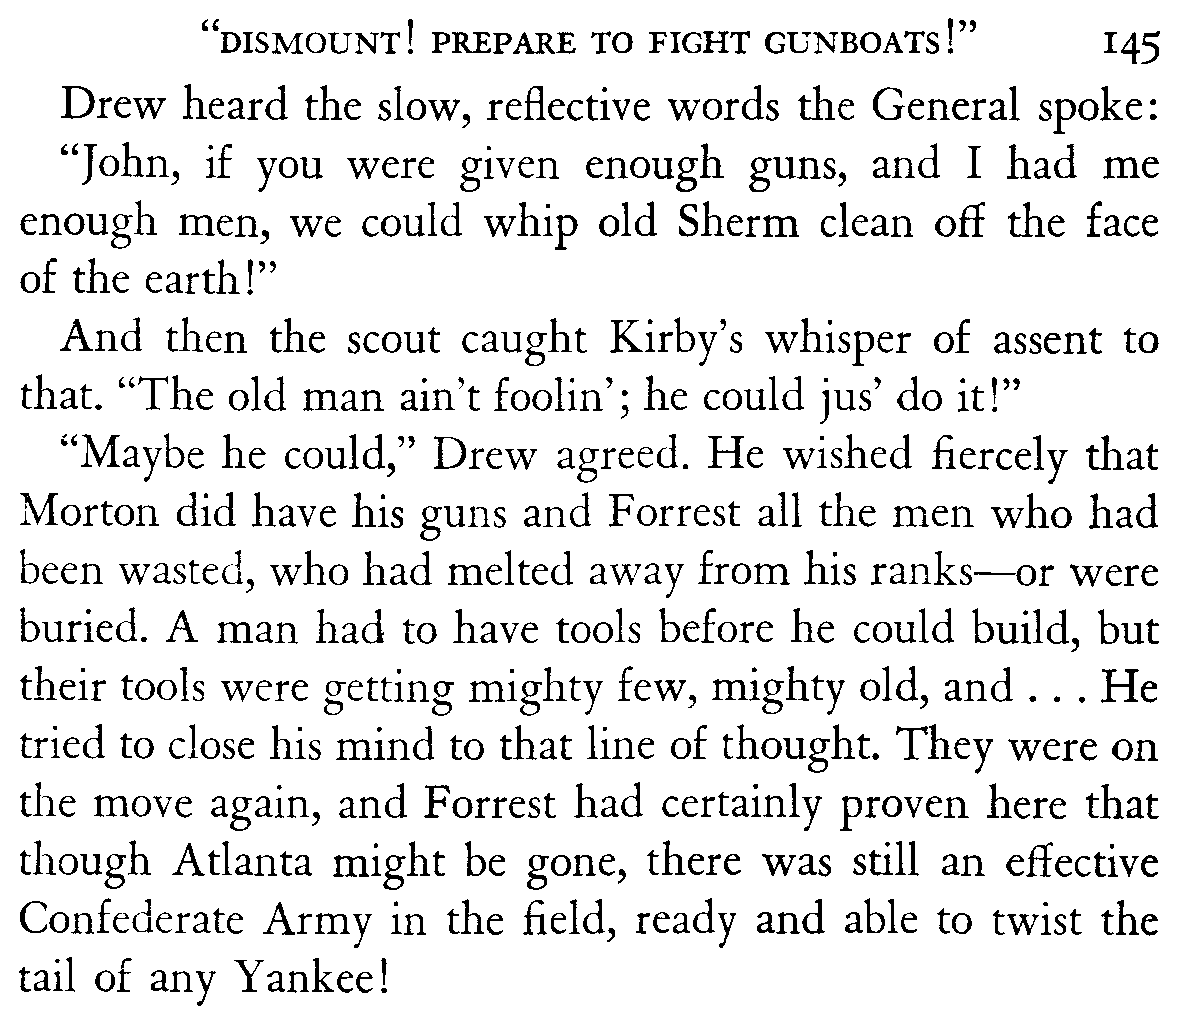 “DISMOUNT! PREPARE TO FIGHT GUNBOATS!” 145
Drew heard the slow, reflective words the General spoke:
“John, if you were given enough guns, and I had me
enough men, we could whip old Sherm clean off the face
of the earth!”
And then the scout caught Kirby’s whisper of assent to
that. “The old man ain’t foolin’; he could jus’ do it!”
“Maybe he could,” Drew agreed. He wished fiercely that
Morton did have his guns and Forrest all the men who had
been wasted, who had melted away from his ranks—or were
buried. A man had to have tools before he could build, but
their tools were getting mighty few, mighty old, and . . . He
tried to close his mind to that line of thought. They were on
the move again, and Forrest had certainly proven here that
though Atlanta might be gone, there was still an effective
Confederate Army in the field, ready and able to twist the
tail of any Yankee!